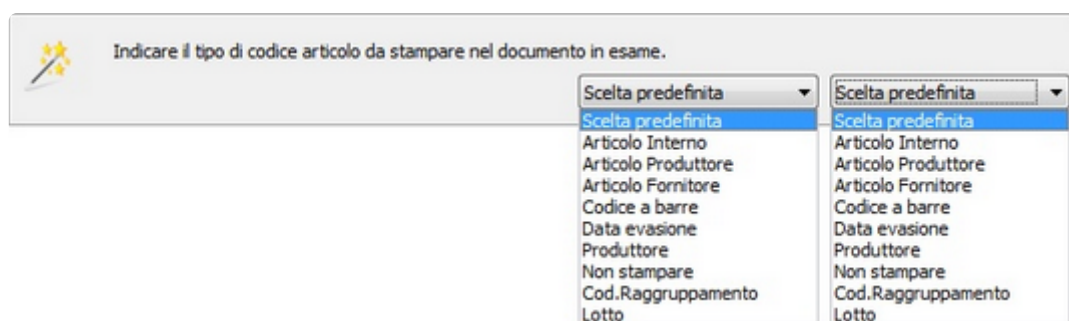 Indicare il tipo di codice articolo da stampare nel documento in esame.
Scelta predefinita Scelta predefinita
Scelta predefinita Scelta predefinita
Articolo Interno Articolo Interno
Articolo Produttore Articolo Produttore
Articolo Fornitore Articolo Fornitore
Codice a barre Codice a barre
Data evasione Data evasione
Produttore Produttore
Non stampare Non stampare
Cod.Raggruppamento Cod.Raggruppamento
Lotto Lotto